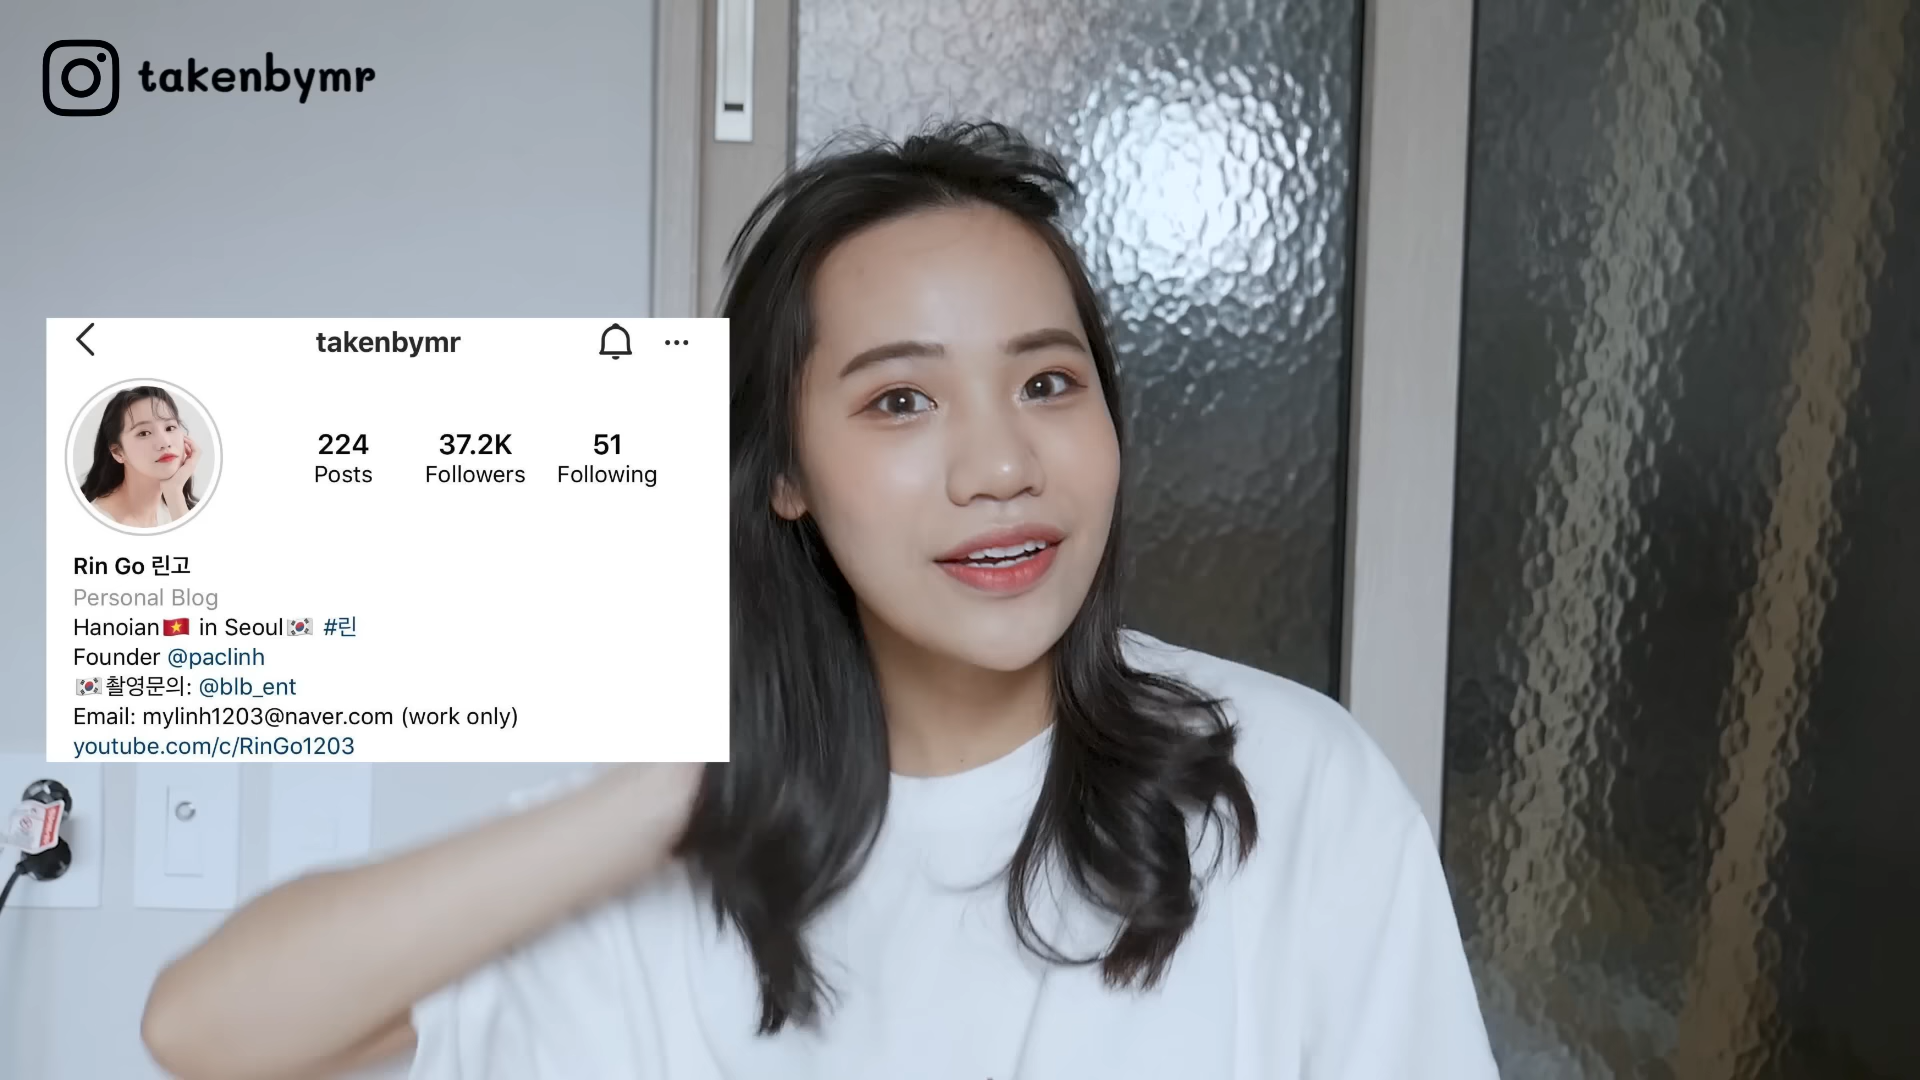 takenbymr
takenbymr
224
Posts
37.2K
Followers
51
Following
Rin Go 린고
Personal Blog
Hanoian🇻🇳 in Seoul🇰🇷 #린
Founder @paclinh
🇰🇷촬영문의: @blb_ent
Email: mylinh1203@naver.com (work only)
youtube.com/c/RinGo1203